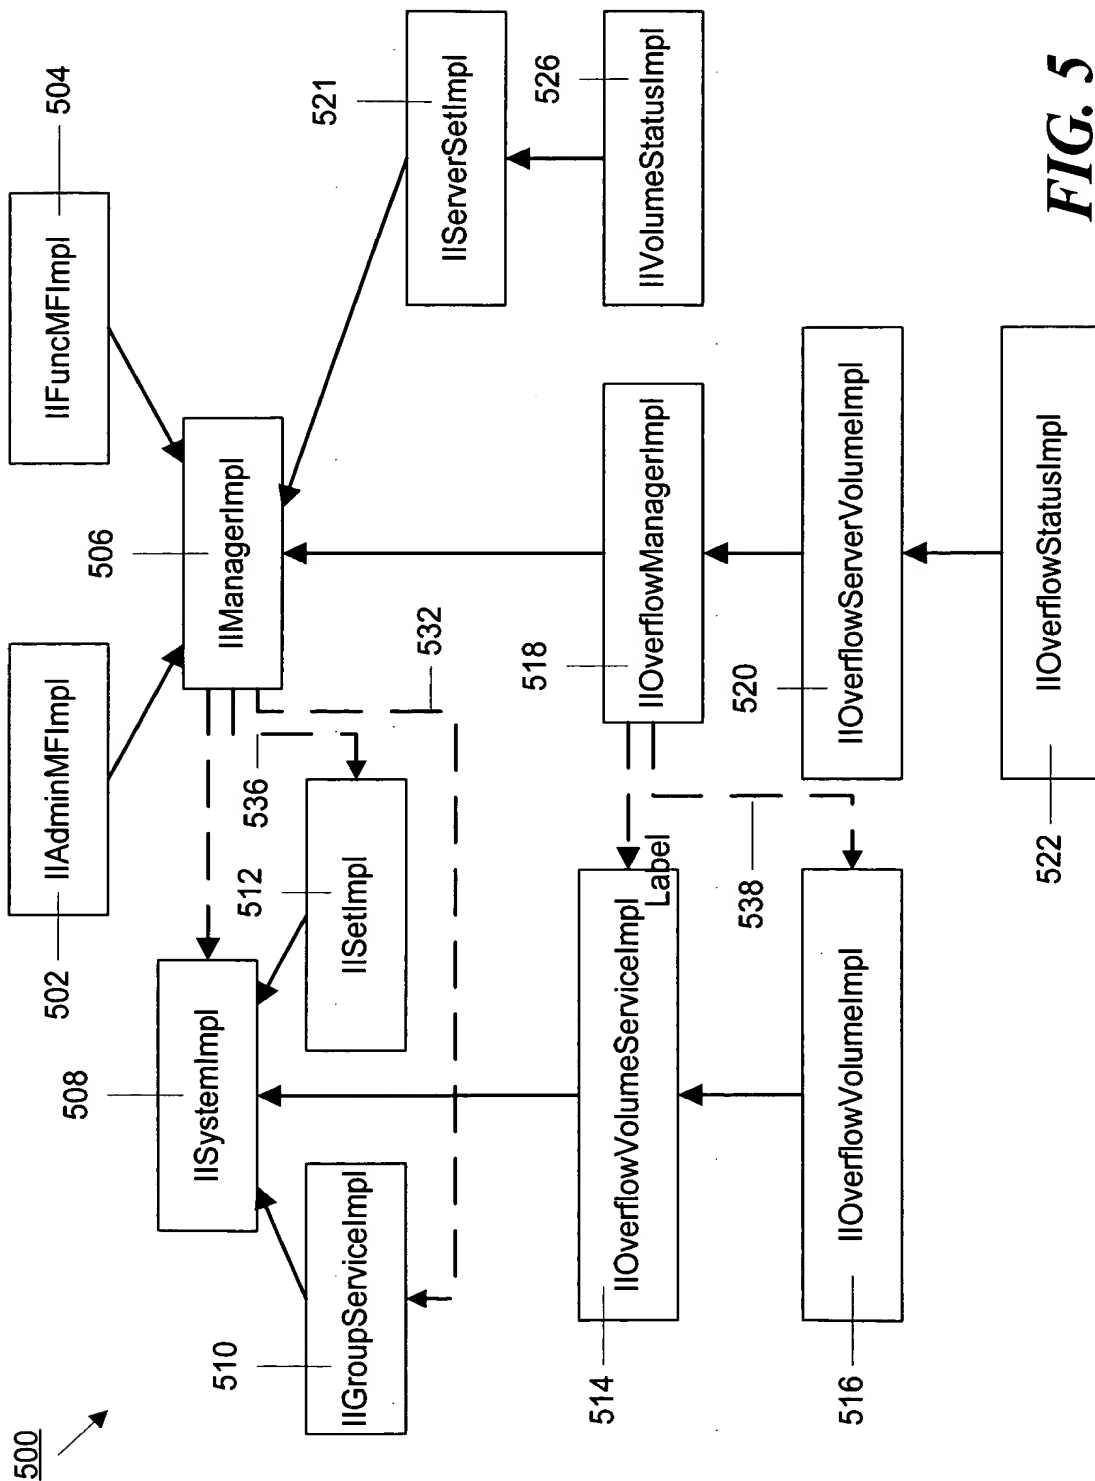 500
502
IIAdminMFImpl
504
IIFuncMFImpl
506
IIManagerImpl
508
IISystemImpl
510
IIGroupServiceImpl
512
IISetImpl
536
532
521
IIServerSetImpl
526
IIVolumeStatusImpl
514
IIOverflowVolumeServiceImpl
Label
518
IIOverflowManagerImpl
516
IIOverflowVolumeImpl
538
520
IIOverflowServerVolumeImpl
522
IIOverflowStatusImpl
FIG. 5